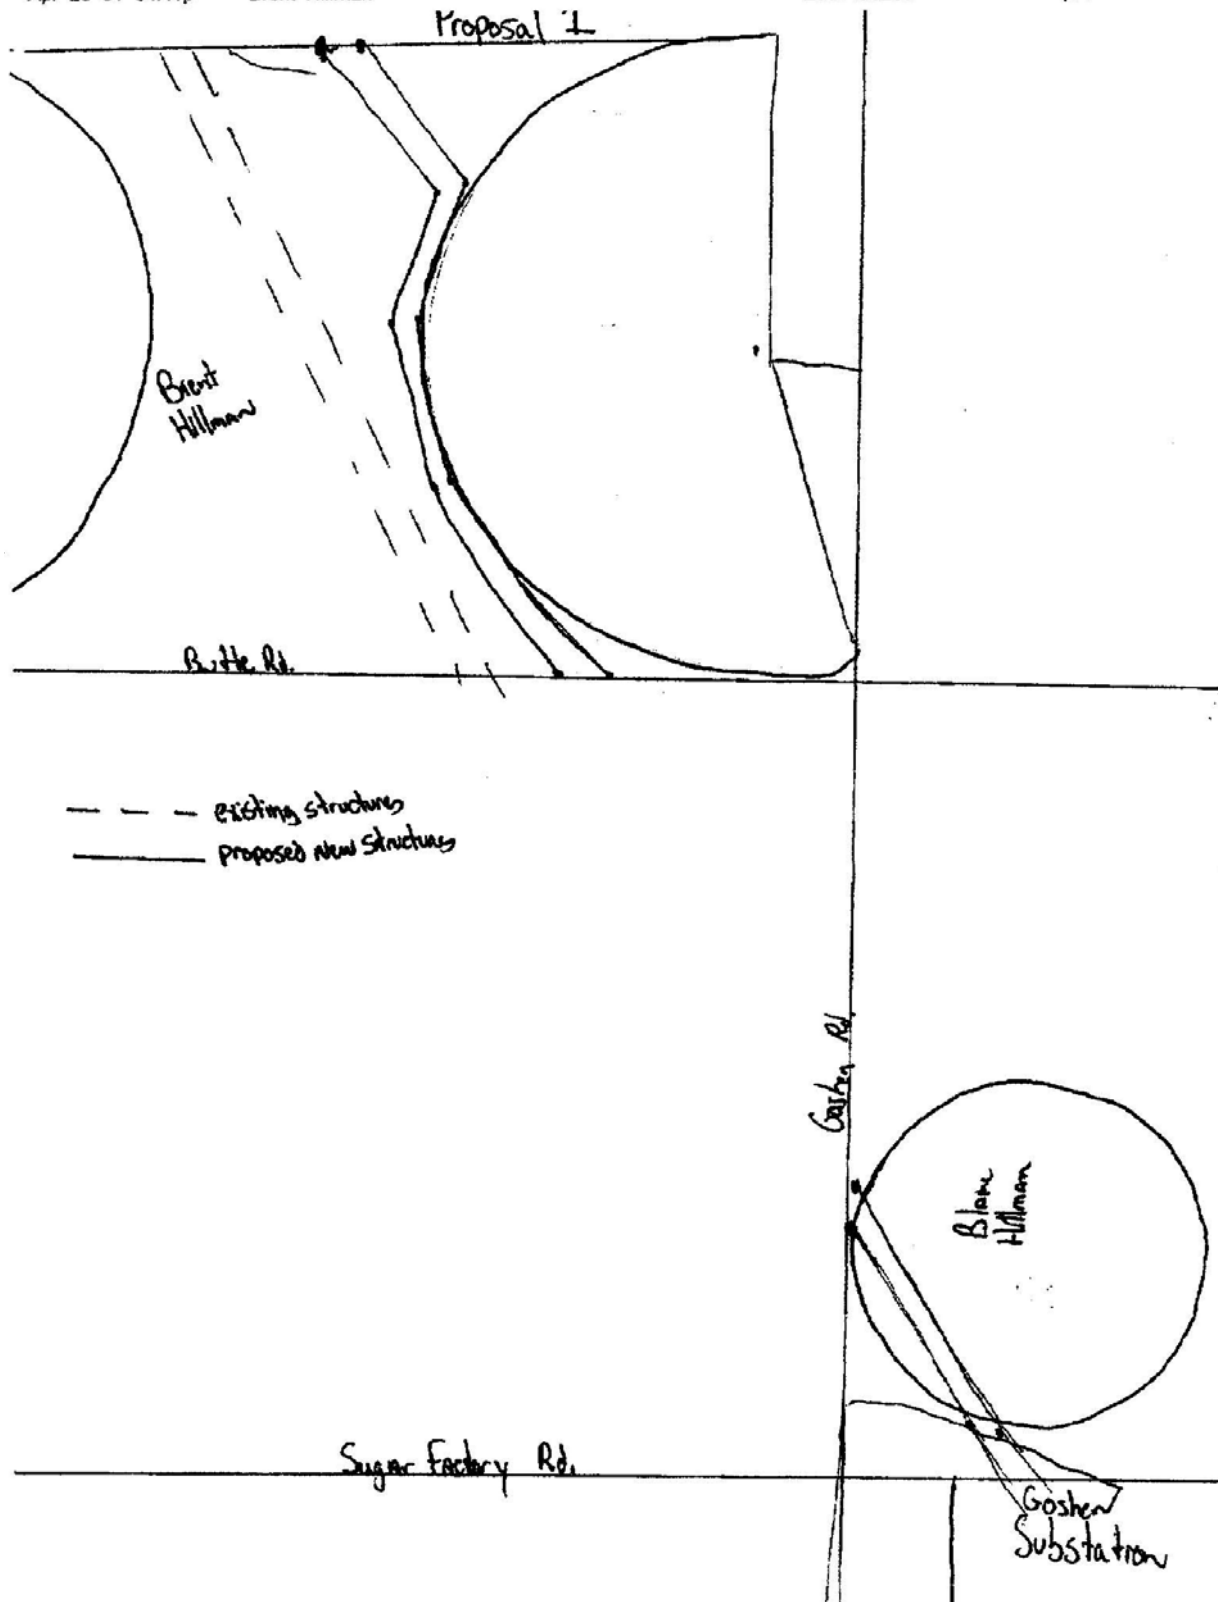 Proposal 1
Brent
Hillman
Butte Rd.
existing structures
proposed new structures
Goshen Rd.
Blane
Hillman
Sugar Factory Rd.
Goshen
Substation